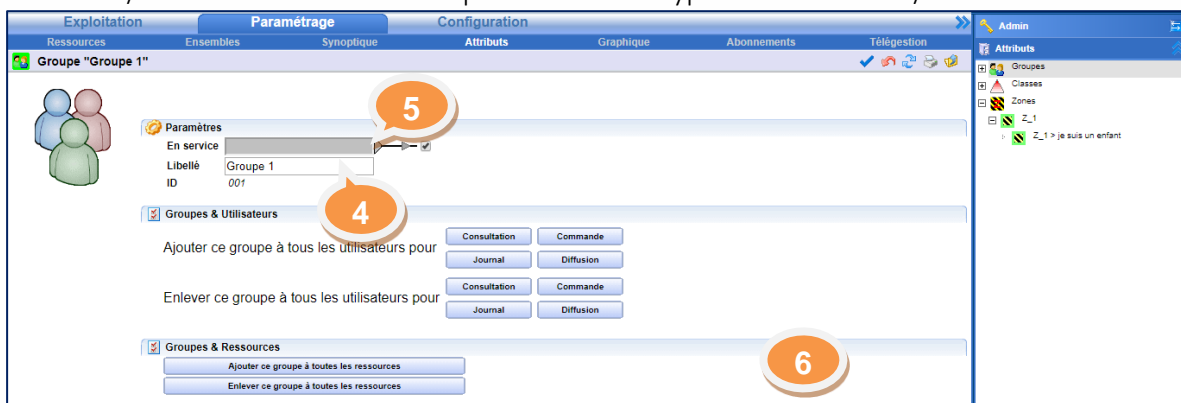 Exploitation Paramétrage Configuration
Ressources Ensembles Synoptique Attributs Graphique Abonnements Télégestion
Groupe "Groupe 1"
Admin
Attributs
Groupes
Classes
Zones
Z_1
Z_1 > je suis un enfant
5
Paramètres
En service
Libellé Groupe 1
ID 001
4
Groupes & Utilisateurs
Ajouter ce groupe à tous les utilisateurs pour
Consultation Commande
Journal Diffusion
Enlever ce groupe à tous les utilisateurs pour
Consultation Commande
Journal Diffusion
Groupes & Ressources
Ajouter ce groupe à toutes les ressources
Enlever ce groupe à toutes les ressources
6